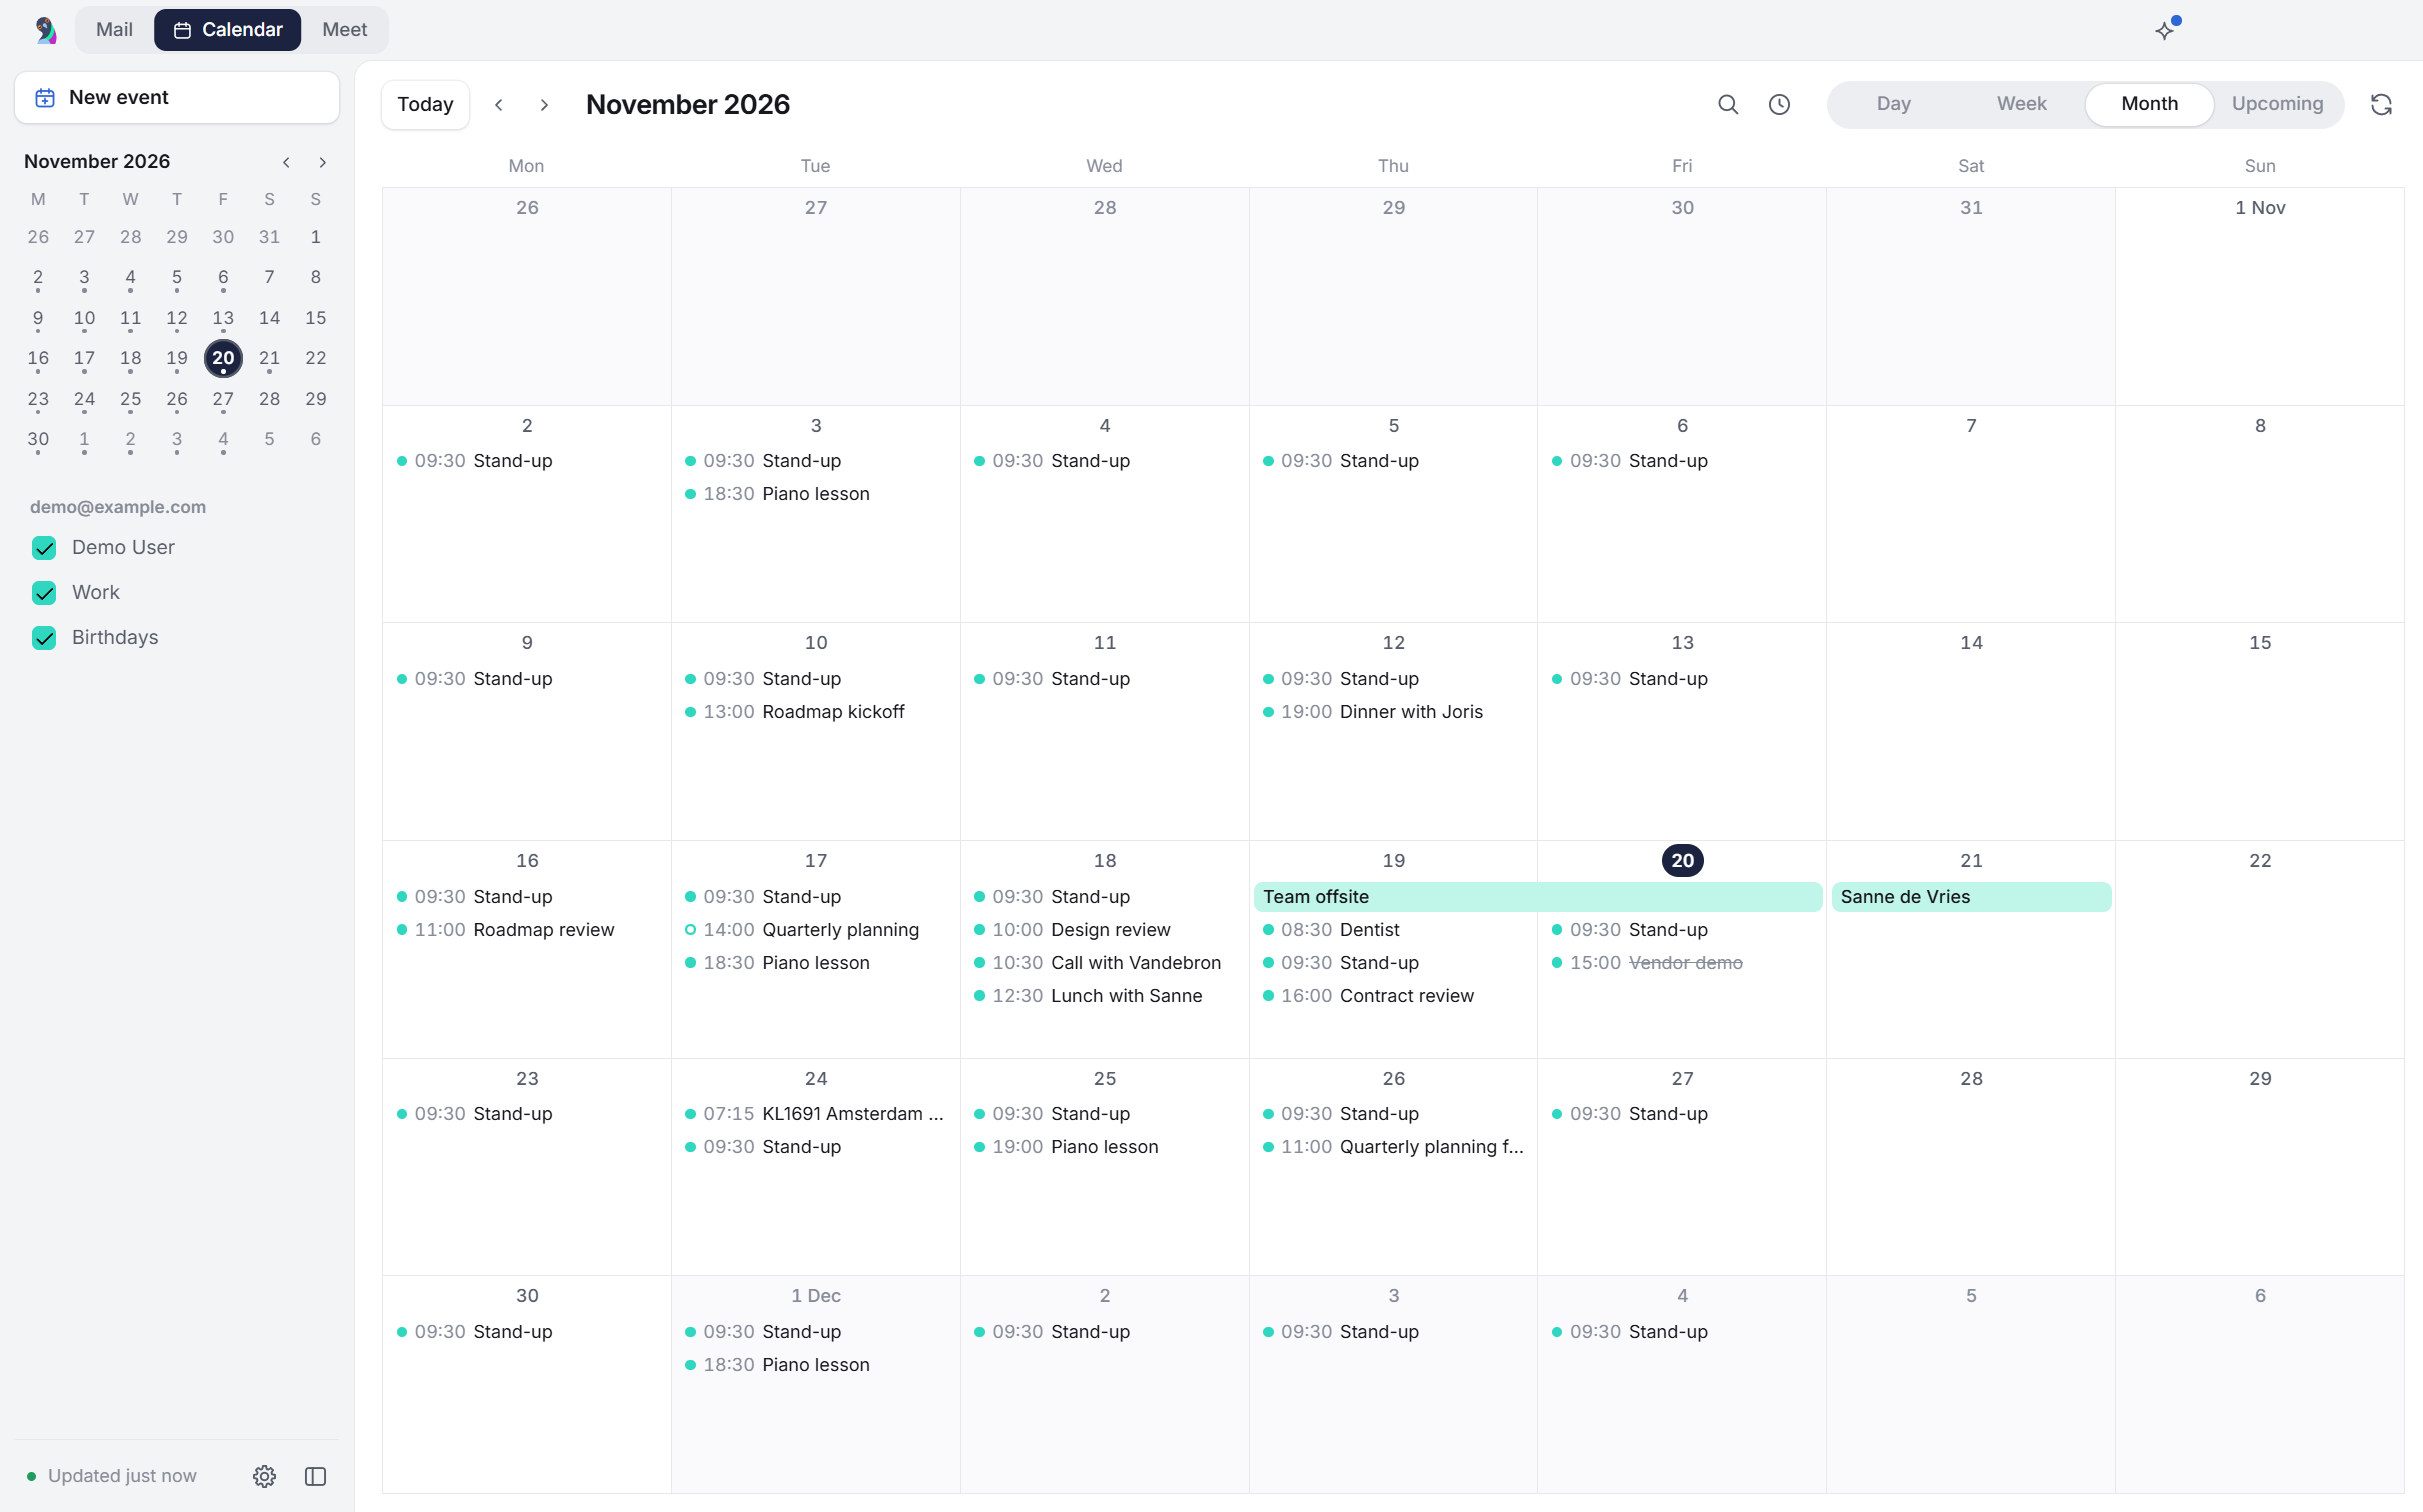 Mail Calendar Meet
New event
November 2026
M T W T F S S
26 27 28 29 30 31 1
2 3 4 5 6 7 8
9 10 11 12 13 14 15
16 17 18 19 20 21 22
23 24 25 26 27 28 29
30 1 2 3 4 5 6
demo@example.com
Demo User
Work
Birthdays
Updated just now
Today November 2026 Day Week Month Upcoming
Mon Tue Wed Thu Fri Sat Sun
26 27 28 29 30 31 1 Nov
2 3 4 5 6 7 8
09:30 Stand-up 09:30 Stand-up 09:30 Stand-up 09:30 Stand-up 09:30 Stand-up
18:30 Piano lesson
9 10 11 12 13 14 15
09:30 Stand-up 09:30 Stand-up 09:30 Stand-up 09:30 Stand-up 09:30 Stand-up
13:00 Roadmap kickoff 19:00 Dinner with Joris
16 17 18 19 20 21 22
09:30 Stand-up 09:30 Stand-up 09:30 Stand-up Team offsite Sanne de Vries
11:00 Roadmap review 14:00 Quarterly planning 10:00 Design review 08:30 Dentist 09:30 Stand-up
18:30 Piano lesson 10:30 Call with Vandebron 09:30 Stand-up 15:00 Vendor demo
12:30 Lunch with Sanne 16:00 Contract review
23 24 25 26 27 28 29
09:30 Stand-up 07:15 KL1691 Amsterdam ... 09:30 Stand-up 09:30 Stand-up 09:30 Stand-up
09:30 Stand-up 19:00 Piano lesson 11:00 Quarterly planning f...
30 1 Dec 2 3 4 5 6
09:30 Stand-up 09:30 Stand-up 09:30 Stand-up 09:30 Stand-up 09:30 Stand-up
18:30 Piano lesson